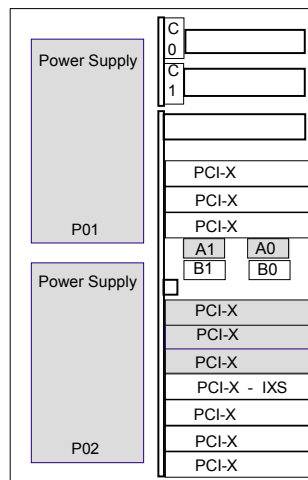 C
0
Power Supply
C
1
PCI-X
PCI-X
PCI-X
P01
A1 A0
B1 B0
Power Supply
PCI-X
PCI-X
PCI-X
PCI-X - IXS
PCI-X
PCI-X
P02
PCI-X